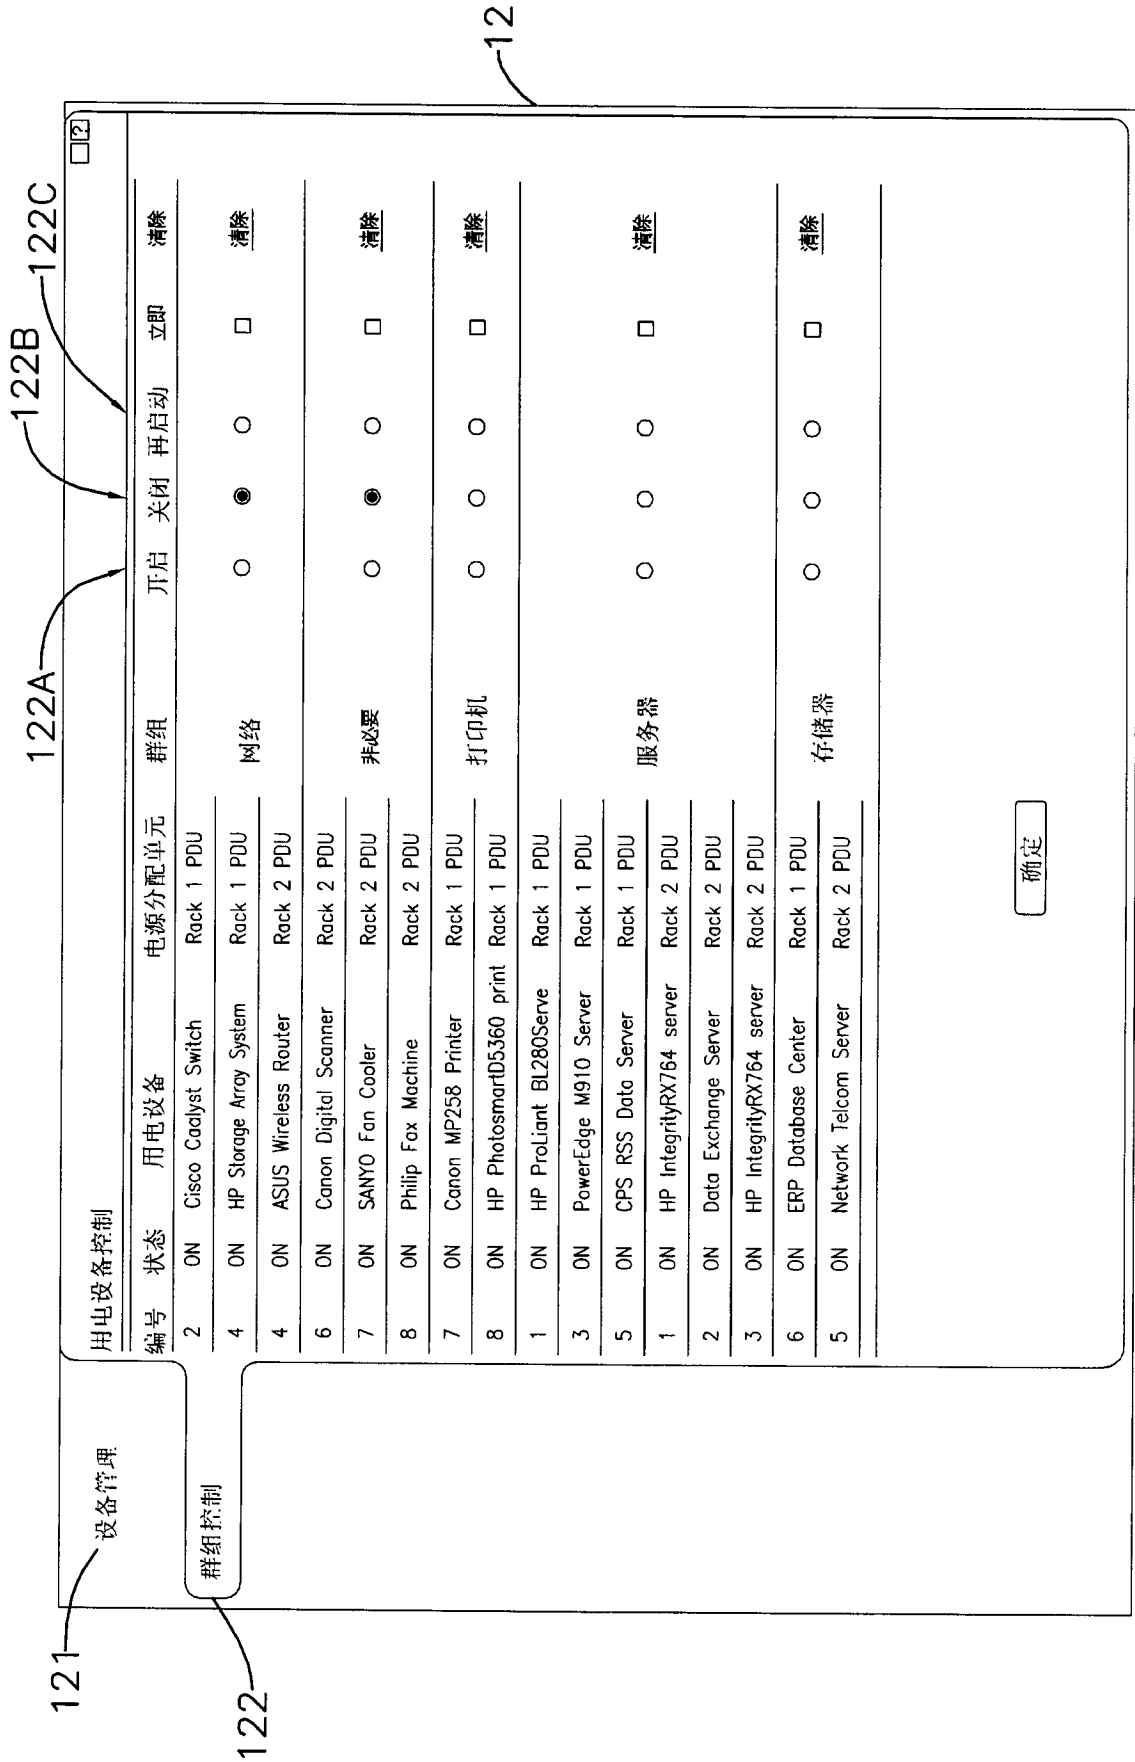 12
121
设备管理
122
群组控制
122A
122B
122C
用电设备控制
?
编号 状态 用电设备 电源分配单元 群组 开启 关闭 再启动 立即 清除
2 ON Cisco Caalyst Switch Rack 1 PDU
4 ON HP Storage Array System Rack 1 PDU 网络 清除
4 ON ASUS Wireless Router Rack 2 PDU
6 ON Canon Digital Scanner Rack 2 PDU
7 ON SANYO Fan Cooler Rack 2 PDU 非必要 清除
8 ON Philip Fax Machine Rack 2 PDU
7 ON Canon MP258 Printer Rack 1 PDU 打印机 清除
8 ON HP PhotosmartD5360 print Rack 1 PDU
1 ON HP ProLiant BL280Serve Rack 1 PDU
3 ON PowerEdge M910 Server Rack 1 PDU
5 ON CPS RSS Data Server Rack 1 PDU 服务器 清除
1 ON HP IntegrityRX764 server Rack 2 PDU
2 ON Data Exchange Server Rack 2 PDU
3 ON HP IntegrityRX764 server Rack 2 PDU
6 ON ERP Database Center Rack 1 PDU 存储器 清除
5 ON Network Telcom Server Rack 2 PDU
确定